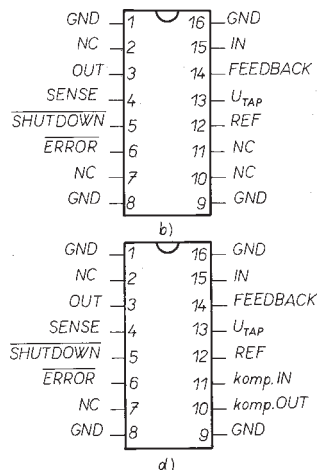 GND 1 16 GND
NC 2 15 IN
OUT 3 14 FEEDBACK
SENSE 4 13 U_TAP
SHUTDOWN 5 12 REF
ERROR 6 11 NC
NC 7 10 NC
GND 8 9 GND
b)
GND 1 16 GND
NC 2 15 IN
OUT 3 14 FEEDBACK
SENSE 4 13 U_TAP
SHUTDOWN 5 12 REF
ERROR 6 11 komp.IN
NC 7 10 komp.OUT
GND 8 9 GND
d)